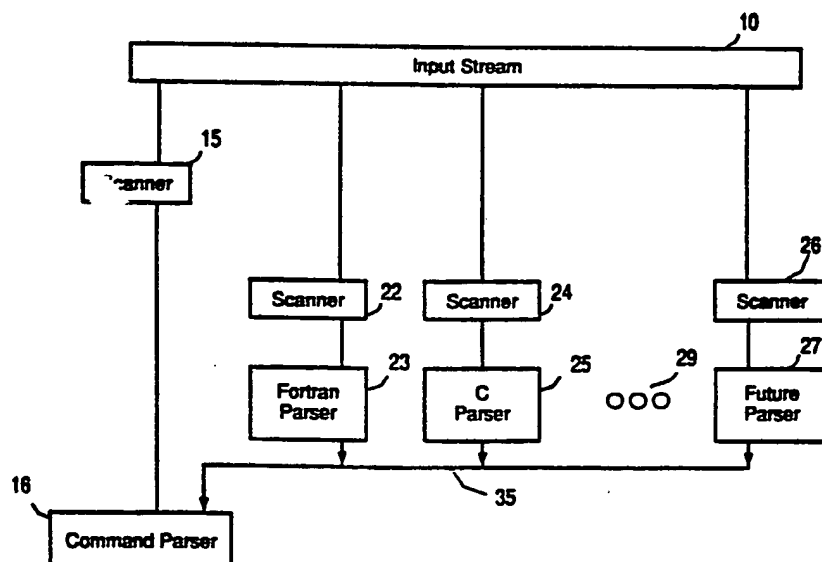 10
Input Stream
15
Scanner
26
Scanner
22
Scanner
24
Scanner
27
23
25
29
Fortran
Parser
C
Parser
Future
Parser
35
16
Command Parser